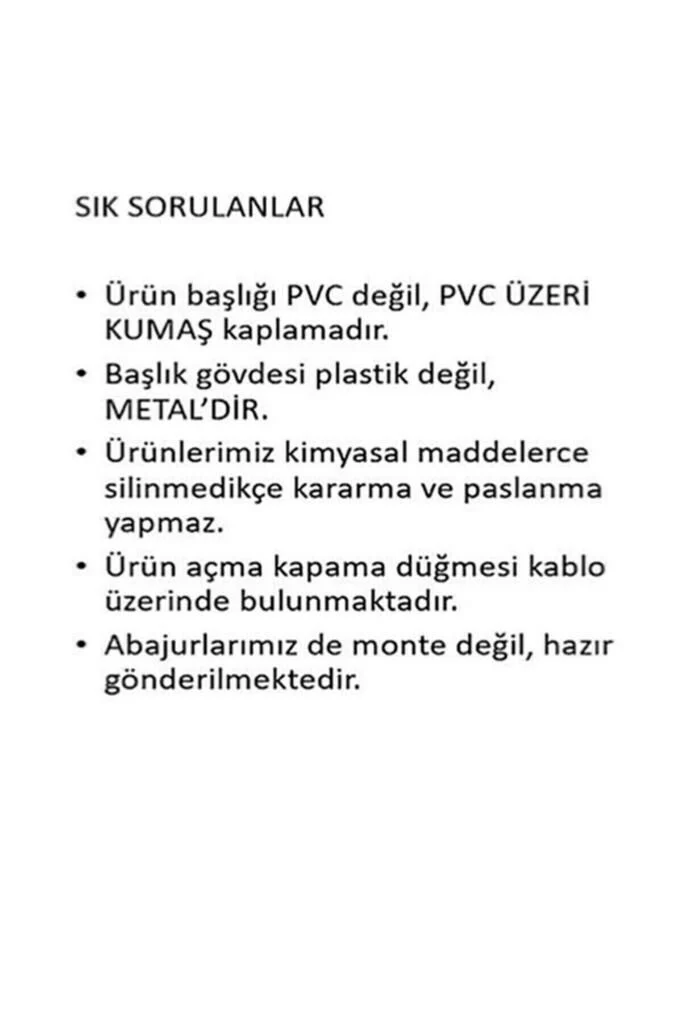 SIK SORULANLAR
• Ürün başlığı PVC değil, PVC ÜZERİ
KUMAŞ kaplamadır.
• Başlık gövdesi plastik değil,
METAL’DİR.
• Ürünlerimiz kimyasal maddelerce
silinmedikçe kararma ve paslanma
yapmaz.
• Ürün açma kapama düğmesi kablo
üzerinde bulunmaktadır.
• Abajurlarımız de monte değil, hazır
gönderilmektedir.